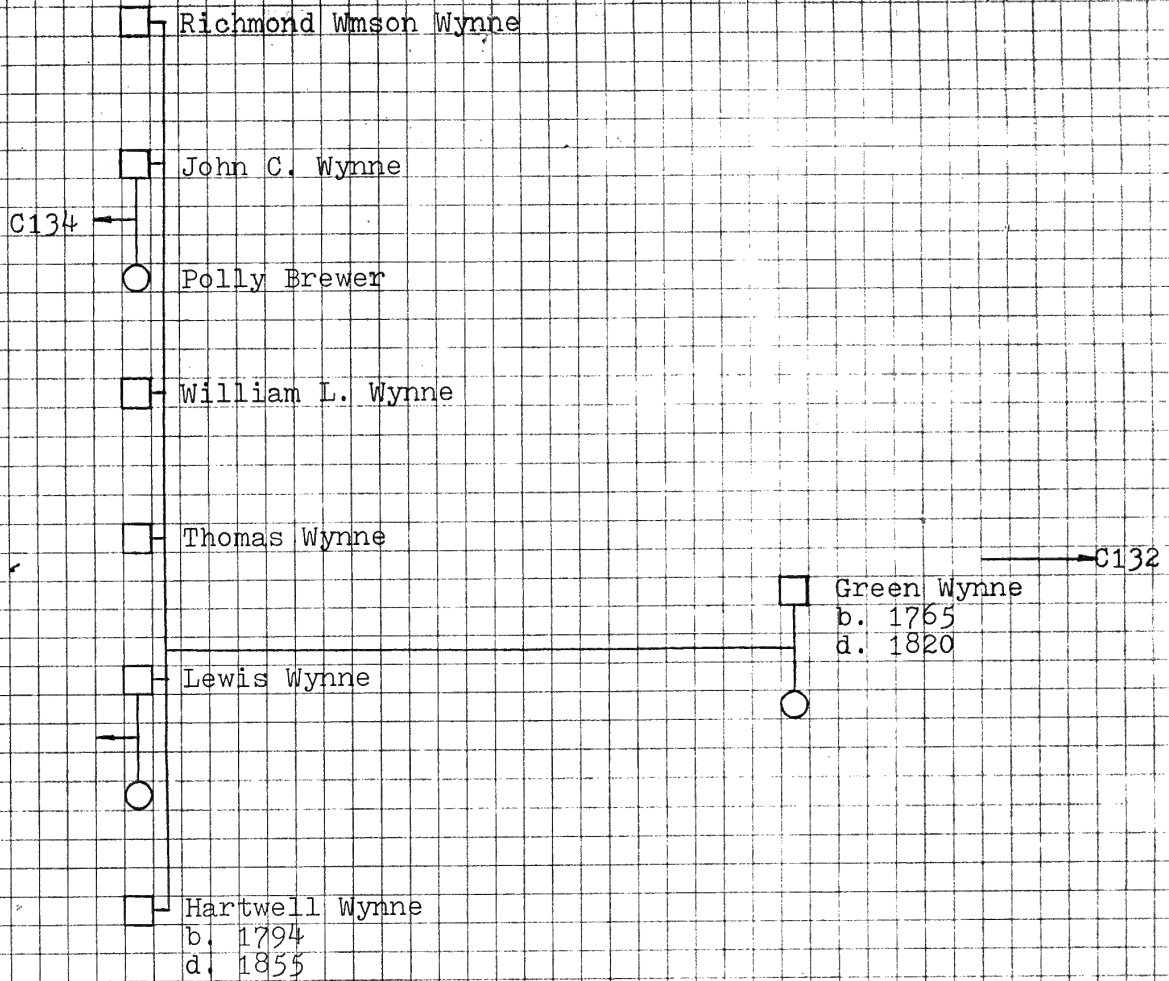 Richmond Wmson Wynne
John C. Wynne
C134
Polly Brewer
William L. Wynne
Thomas Wynne
C132
Green Wynne
b. 1765
d. 1820
Lewis Wynne
Hartwell Wynne
b. 1794
d. 1855